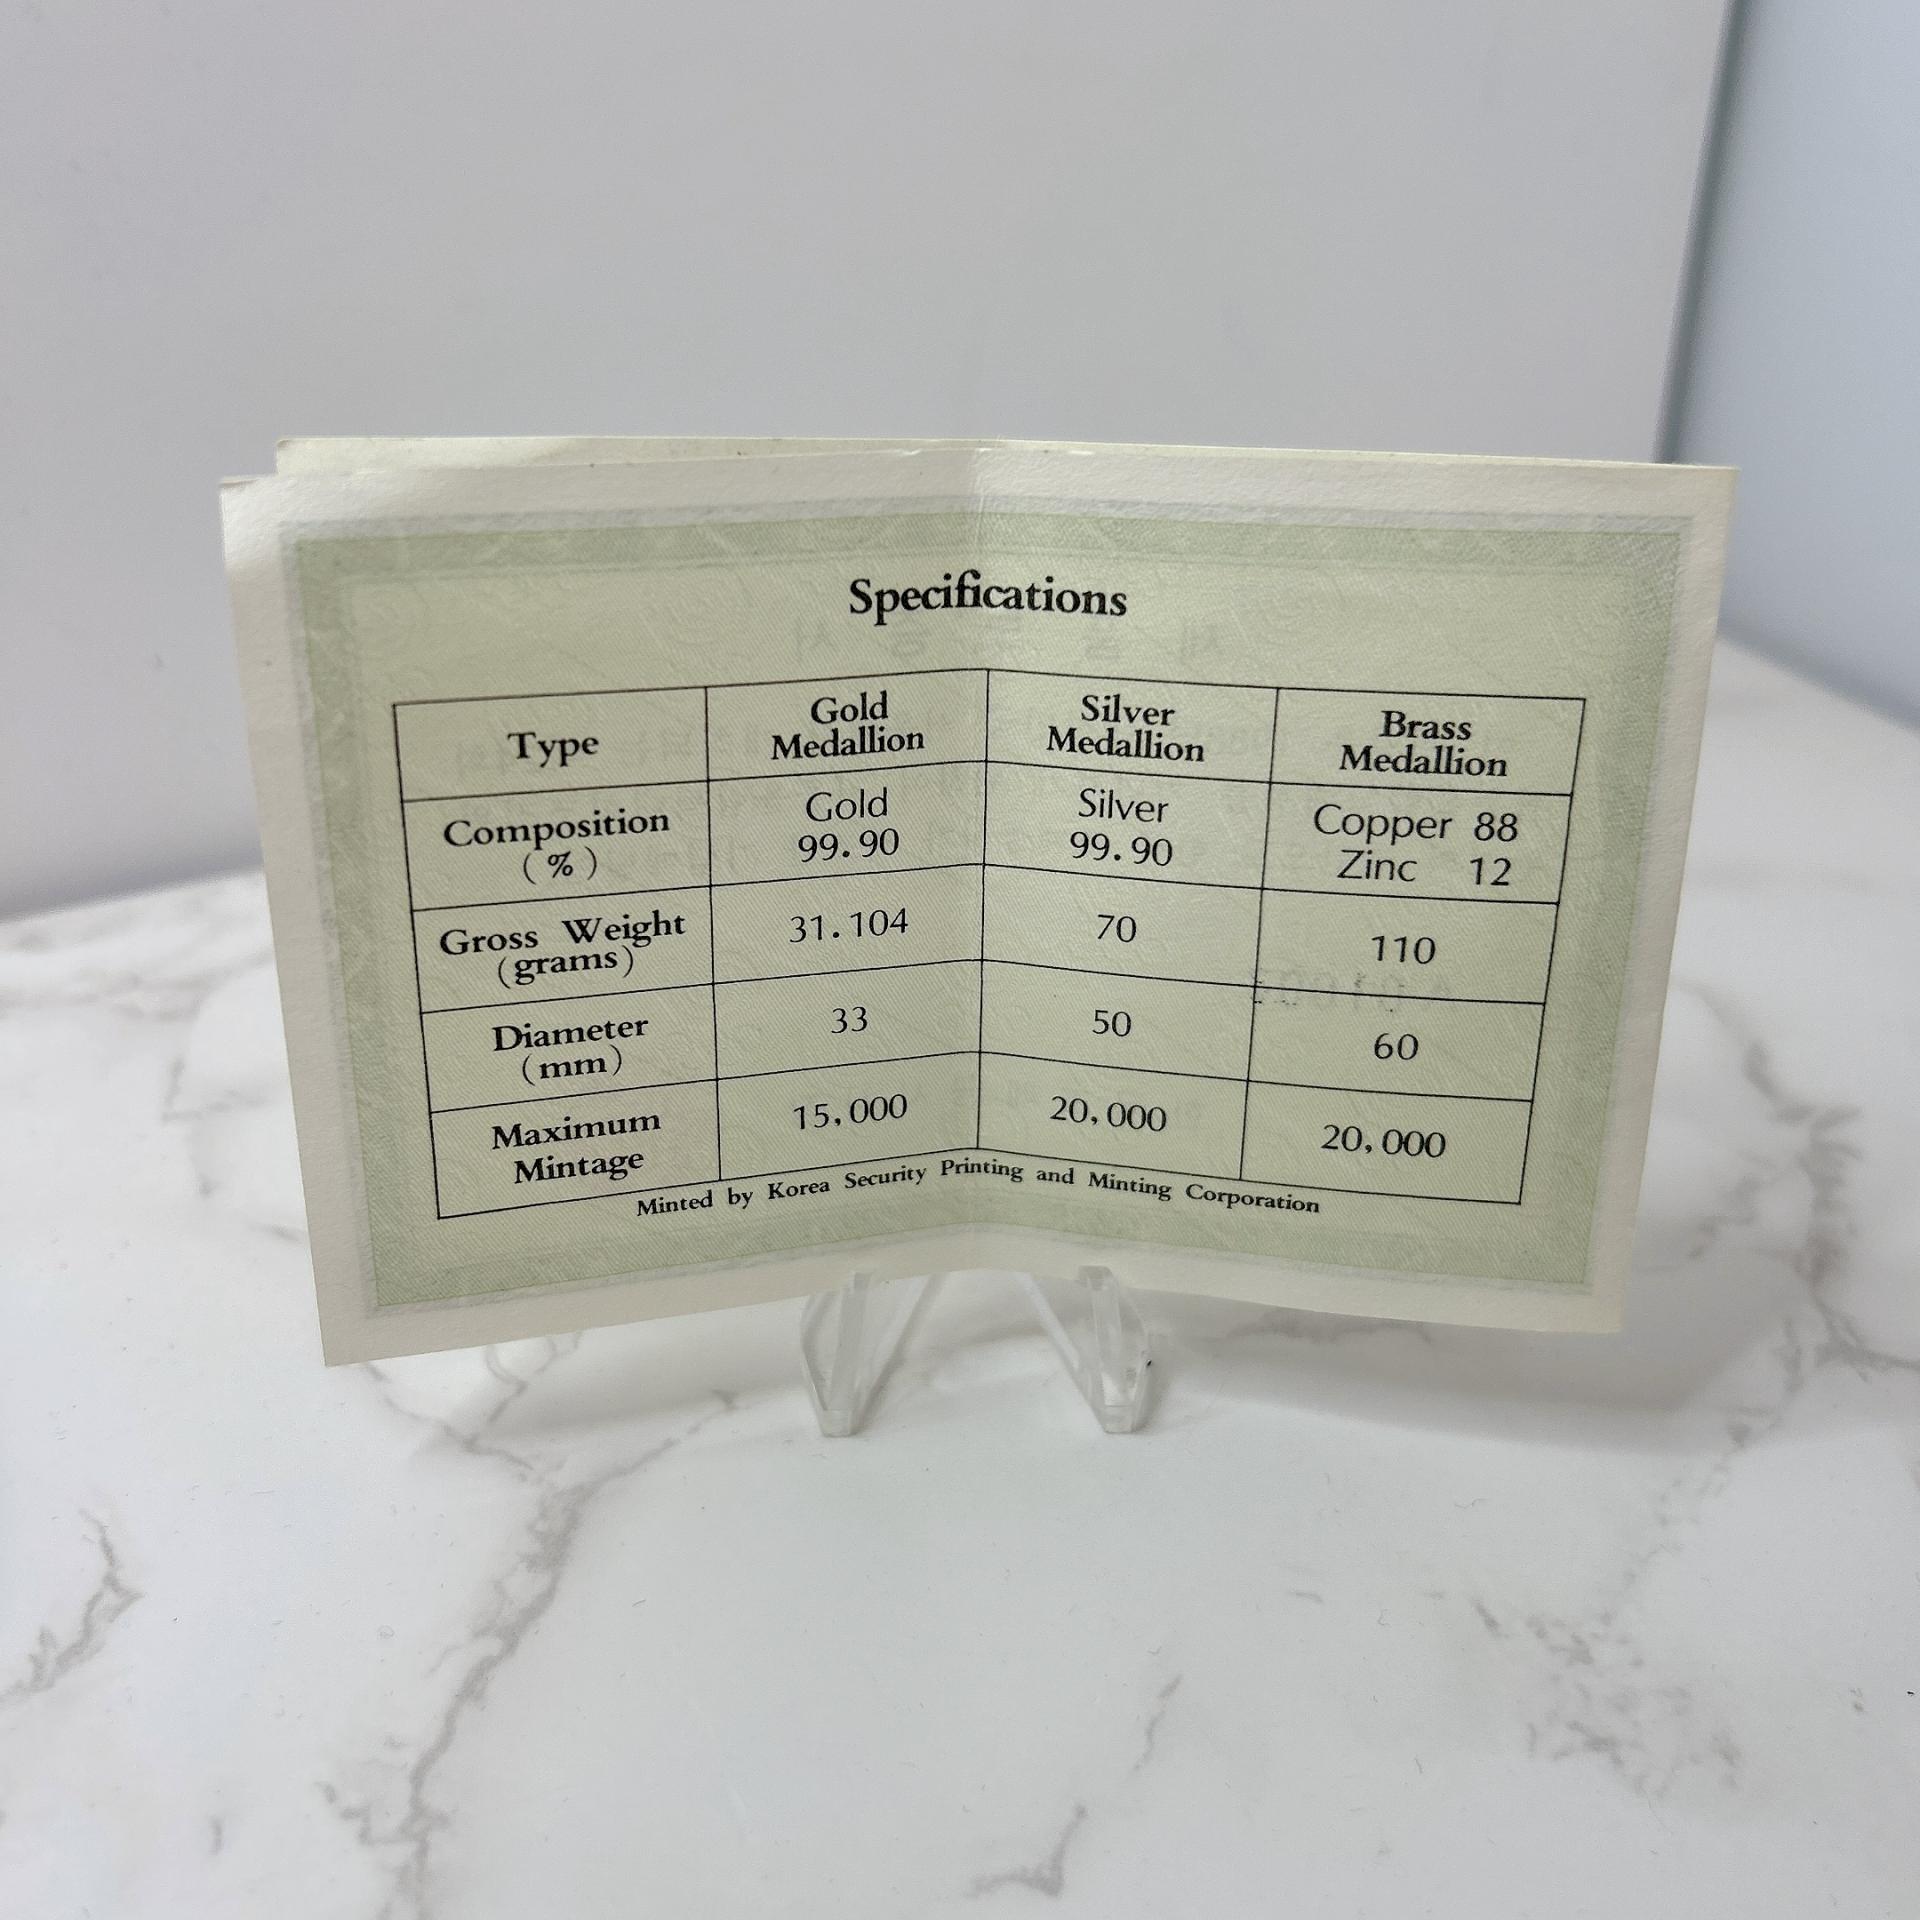 Specifications
Type
Gold
Medallion
Silver
Medallion
Brass
Medallion
Composition
(%)
Gold
99.90
Silver
99.90
Copper 88
Zinc 12
Gross Weight
(grams)
31.104
70
110
Diameter
(mm)
33
50
60
Maximum
Mintage
15,000
20,000
20,000
Minted by Korea Security Printing and Minting Corporation